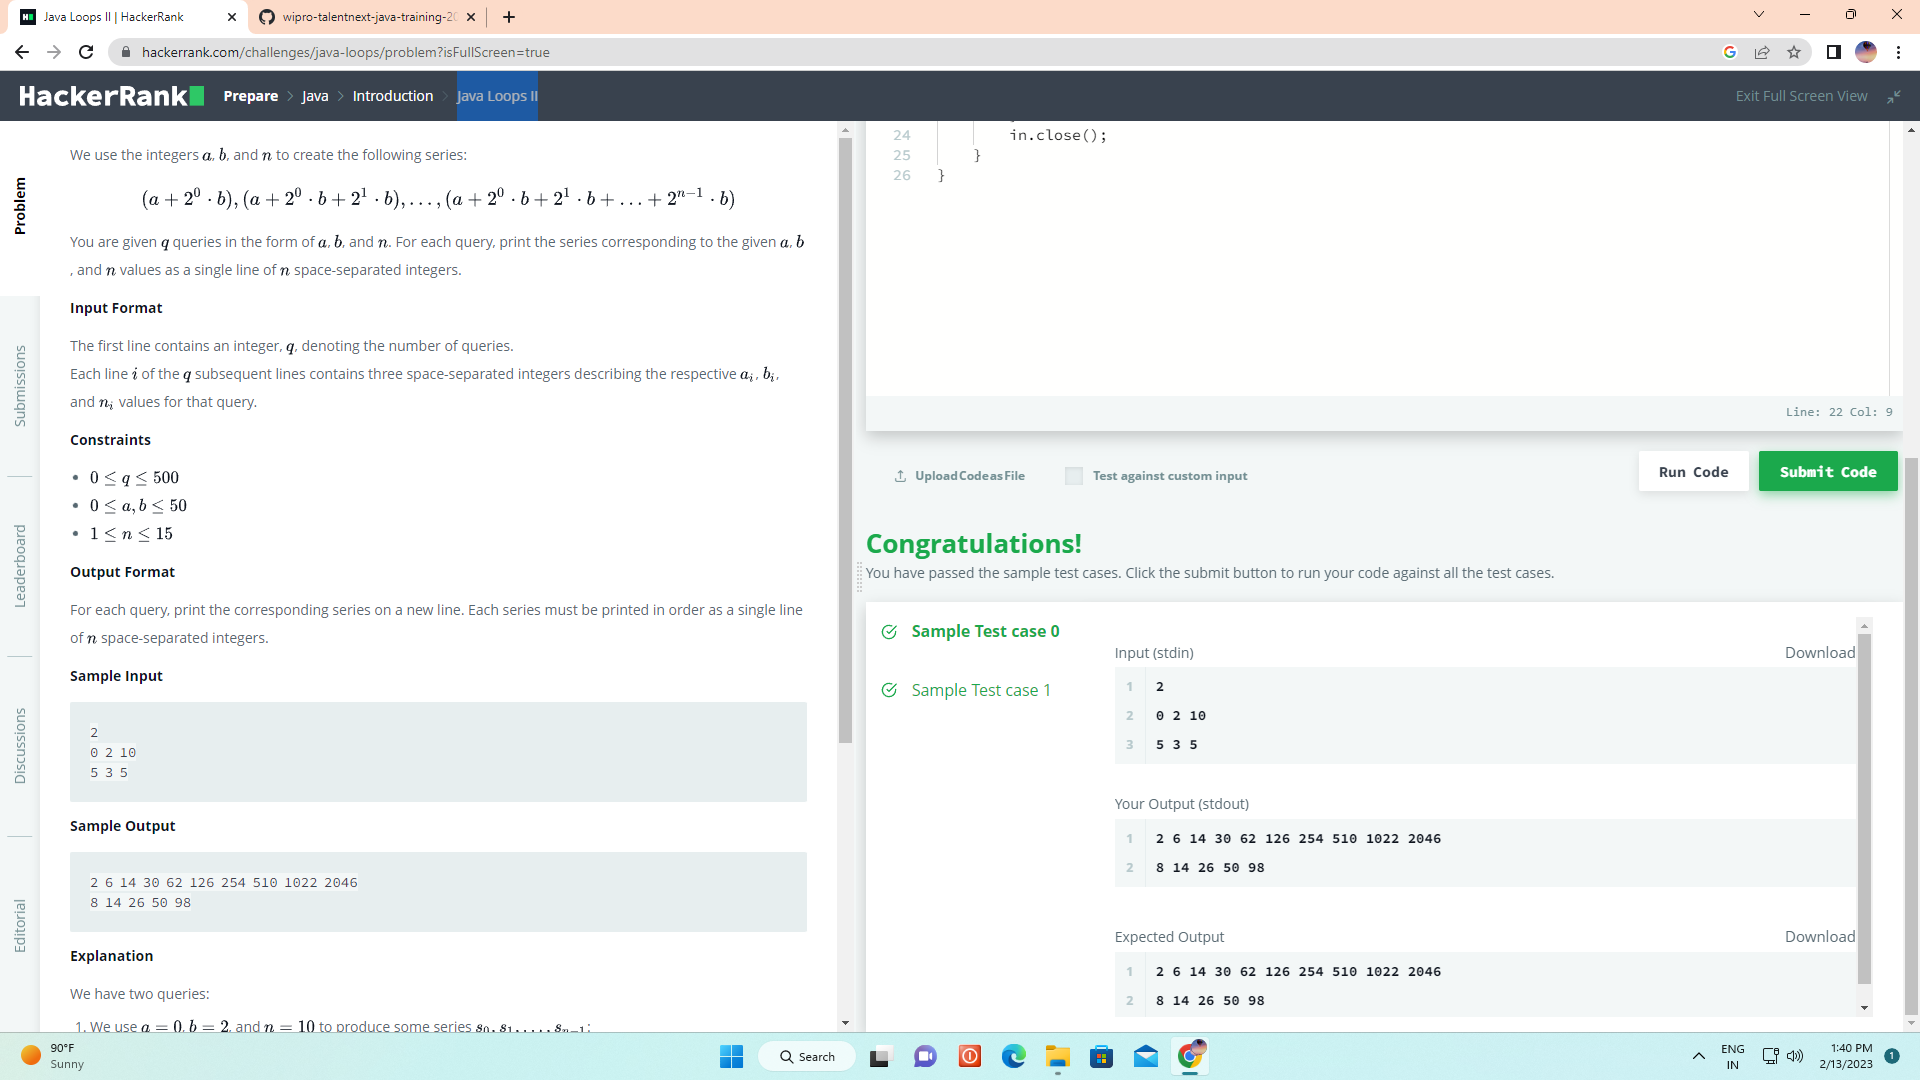 Java Loops II | HackerRank
wipro-talentnext-java-training-20
hackerrank.com/challenges/java-loops/problem?isFullScreen=true
HackerRank
Prepare > Java > Introduction > Java Loops II
Exit Full Screen View
Problem
Submissions
Leaderboard
Discussions
Editorial
We use the integers a, b, and n to create the following series:
(a + 2^0 · b), (a + 2^0 · b + 2^1 · b), . . . , (a + 2^0 · b + 2^1 · b + . . . + 2^{n−1} · b)
You are given q queries in the form of a, b, and n. For each query, print the series corresponding to the given a, b
, and n values as a single line of n space-separated integers.
Input Format
The first line contains an integer, q, denoting the number of queries.
Each line i of the q subsequent lines contains three space-separated integers describing the respective a_i, b_i,
and n_i values for that query.
Constraints
• 0 ≤ q ≤ 500
• 0 ≤ a, b ≤ 50
• 1 ≤ n ≤ 15
Output Format
For each query, print the corresponding series on a new line. Each series must be printed in order as a single line
of n space-separated integers.
Sample Input
2
0 2 10
5 3 5
Sample Output
2 6 14 30 62 126 254 510 1022 2046
8 14 26 50 98
Explanation
We have two queries:
1. We use a = 0, b = 2, and n = 10 to produce some series s_0, s_1, . . . , s_{n−1}:
24 in.close();
25 }
26 }
Line: 22 Col: 9
Upload Code as File
Test against custom input
Run Code
Submit Code
Congratulations!
You have passed the sample test cases. Click the submit button to run your code against all the test cases.
Sample Test case 0
Sample Test case 1
Input (stdin)
Download
1 2
2 0 2 10
3 5 3 5
Your Output (stdout)
1 2 6 14 30 62 126 254 510 1022 2046
2 8 14 26 50 98
Expected Output
Download
1 2 6 14 30 62 126 254 510 1022 2046
2 8 14 26 50 98
90°F
Sunny
Search
ENG
IN
1:40 PM
2/13/2023
1